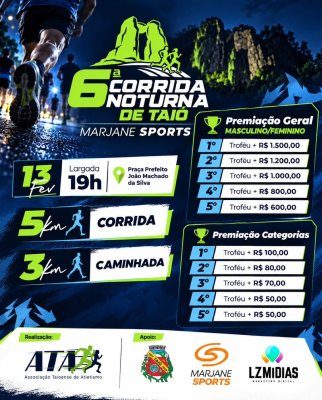 6ª CORRIDA
NOTURNA
DE TAIÓ
MARJANE SPORTS
13
Fev
Largada
19h
Praça Prefeito
João Machado
da Silva
5km CORRIDA
3km CAMINHADA
Premiação Geral
MASCULINO/FEMININO
1º Troféu + R$ 1.500,00
2º Troféu + R$ 1.200,00
3º Troféu + R$ 1.000,00
4º Troféu + R$ 800,00
5º Troféu + R$ 600,00
Premiação Categorias
1º Troféu + R$ 100,00
2º Troféu + R$ 80,00
3º Troféu + R$ 70,00
4º Troféu + R$ 50,00
5º Troféu + R$ 50,00
Realização:
ATA
Associação Taioense de Atletismo
Apoio:
MARJANE
SPORTS
LZMIDIAS
MARKETING DIGITAL